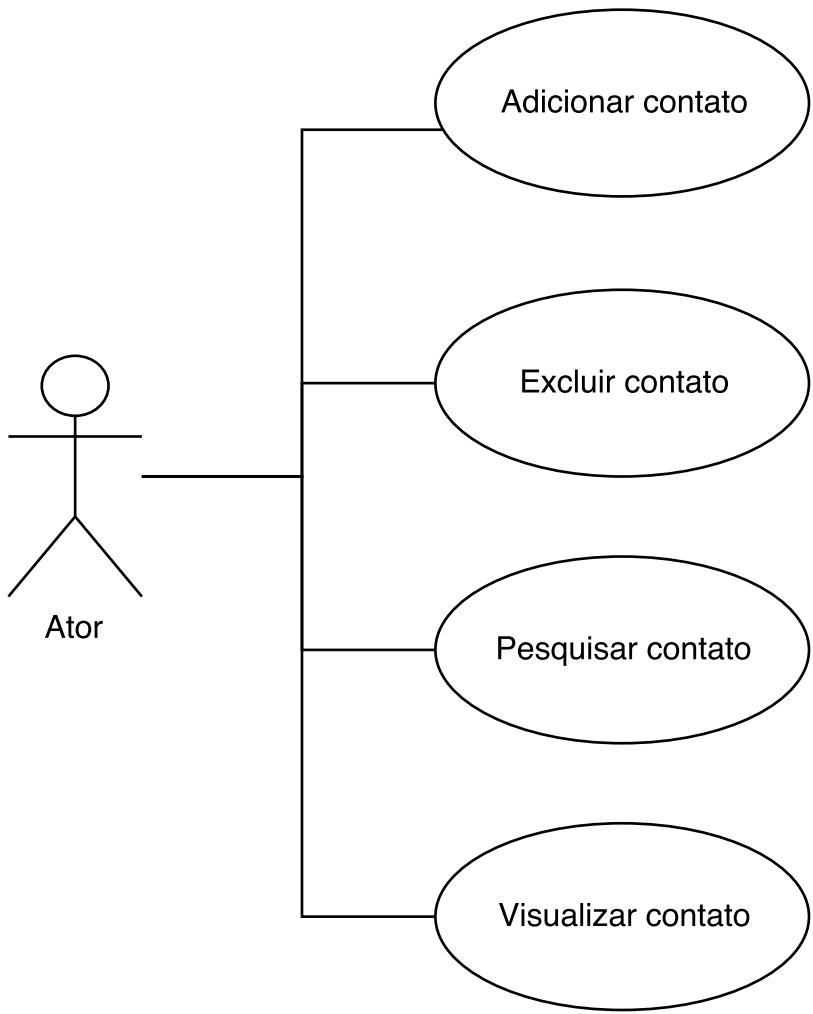 Adicionar contato
Excluir contato
Ator
Pesquisar contato
Visualizar contato